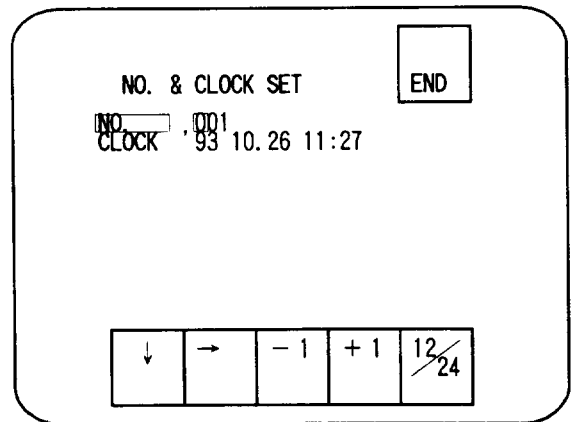 NO. & CLOCK SET
END
NO. , 001
CLOCK 93 10.26 11:27
↓ → − 1 + 1 12/24